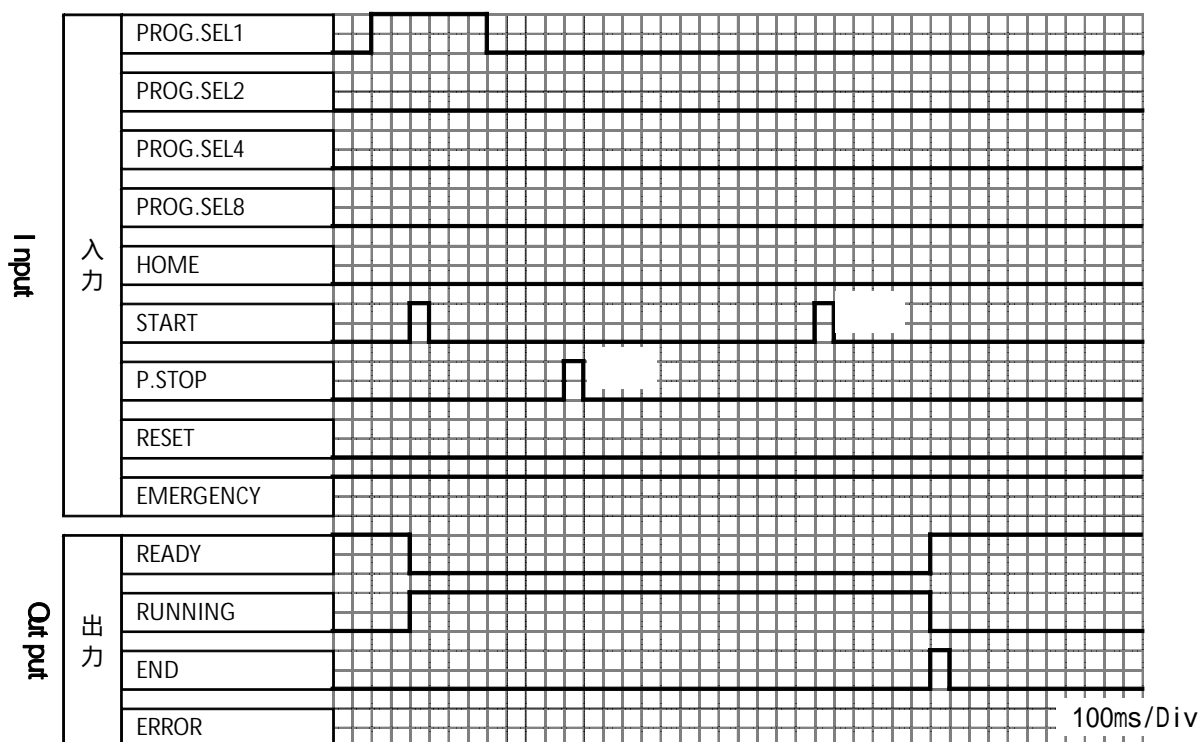 Input
入力
PROG.SEL1
PROG.SEL2
PROG.SEL4
PROG.SEL8
HOME
START
P.STOP
RESET
EMERGENCY
Output
出力
READY
RUNNING
END
ERROR
100ms/Div